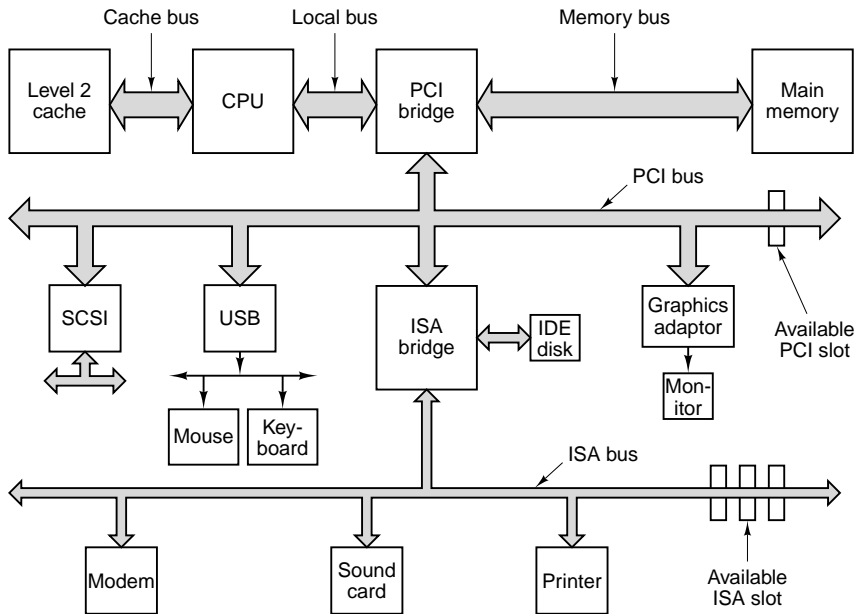 Cache bus
Local bus
Memory bus
Level 2
cache
CPU
PCI
bridge
Main
memory
PCI bus
SCSI
USB
ISA
bridge
IDE
disk
Graphics
adaptor
Available
PCI slot
Mon-
itor
Mouse
Key-
board
ISA bus
Modem
Sound
card
Printer
Available
ISA slot